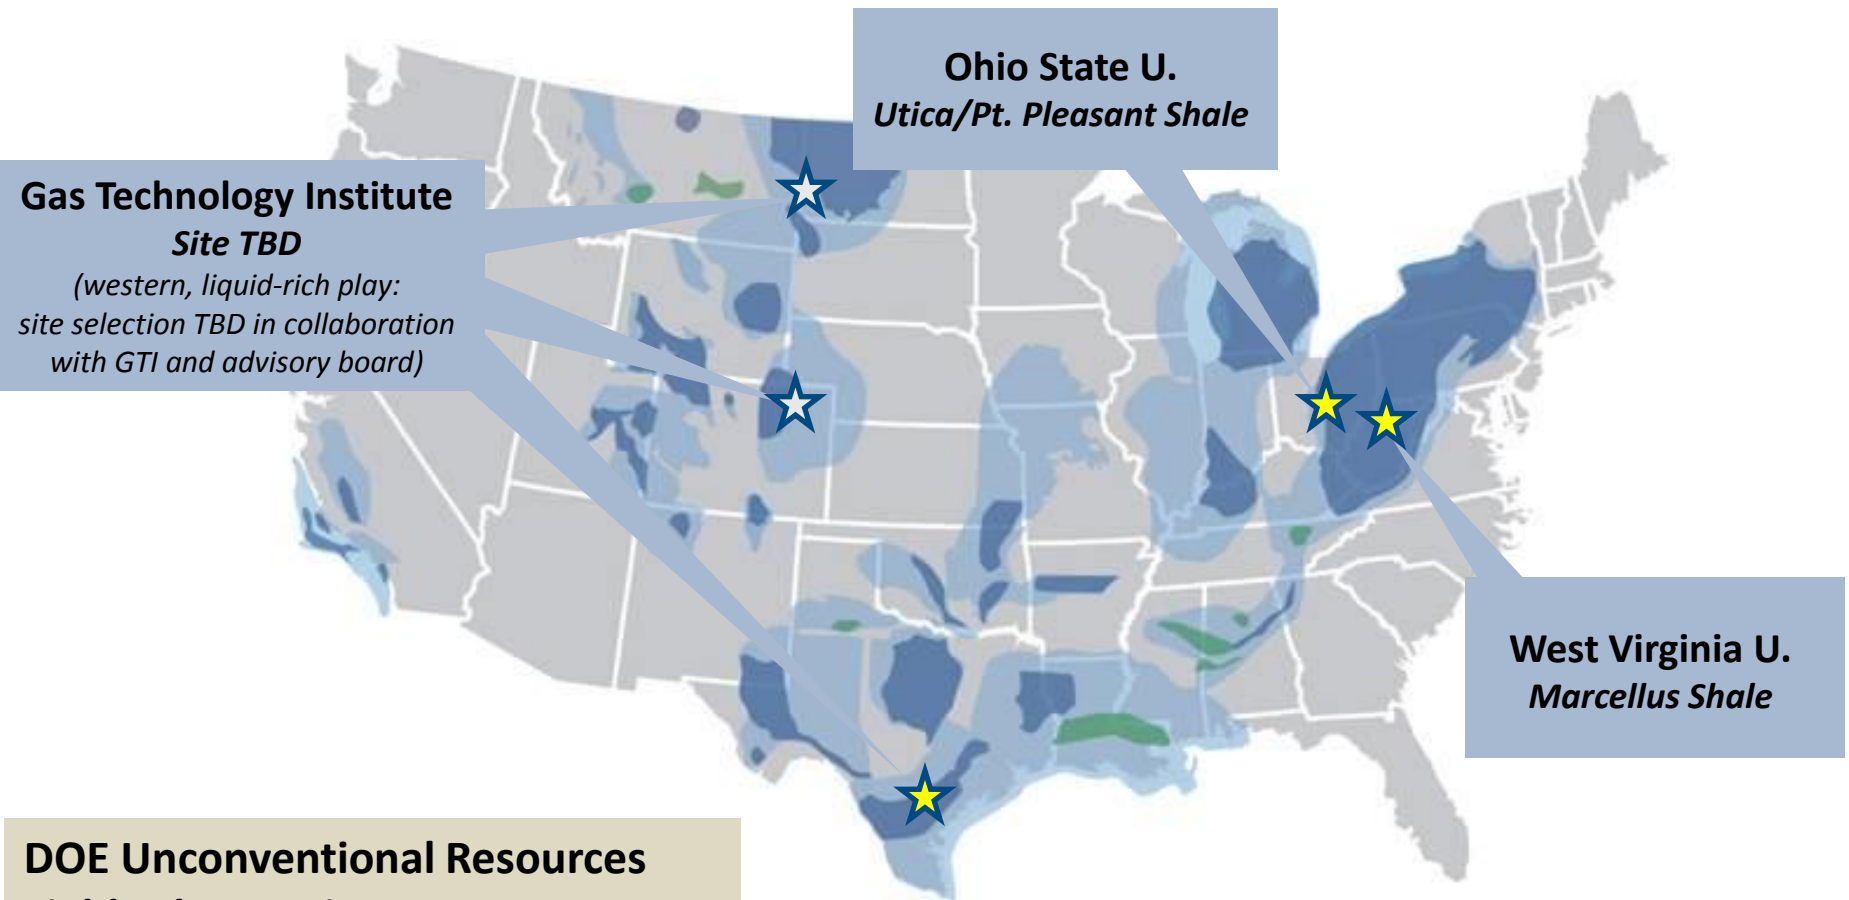 Ohio State U.
Utica/Pt. Pleasant Shale
Gas Technology Institute
Site TBD
(western, liquid-rich play:
site selection TBD in collaboration
with GTI and advisory board)
West Virginia U.
Marcellus Shale
DOE Unconventional Resources